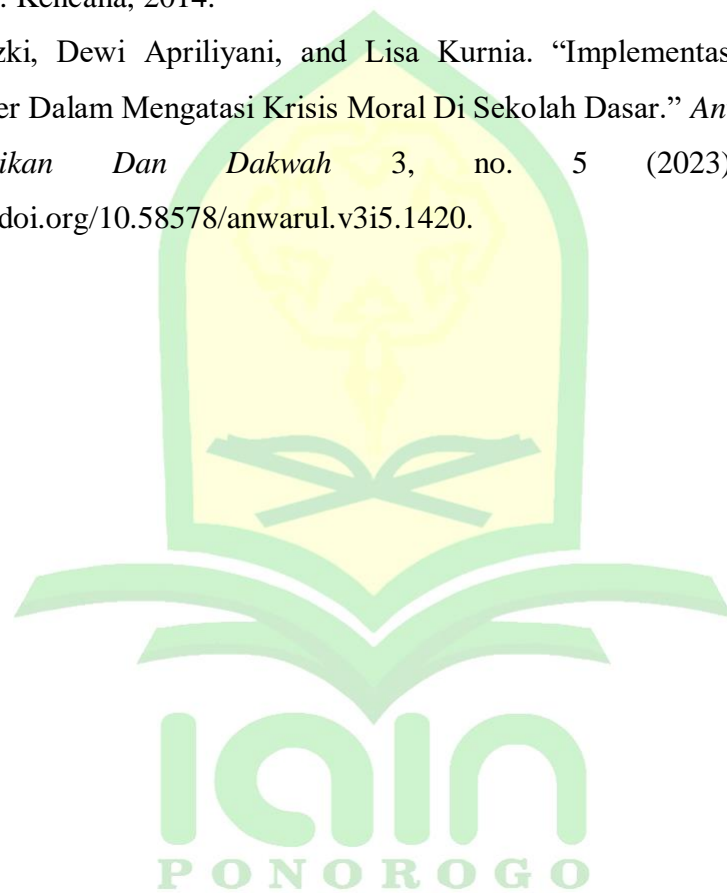 : Kencana, 2014.
zki, Dewi Apriliyani, and Lisa Kurnia. “Implementas
er Dalam Mengatasi Krisis Moral Di Sekolah Dasar.” An
ikan Dan Dakwah 3, no. 5 (2023)
doi.org/10.58578/anwarul.v3i5.1420.
iain
PONOROGO